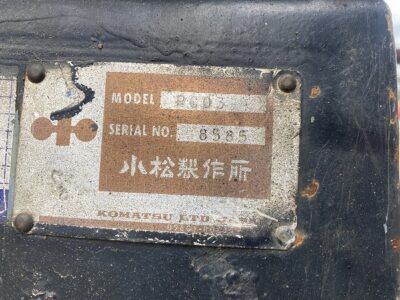 MODEL PC03
SERIAL NO. 8585
小松製作所
KOMATSU LTD.